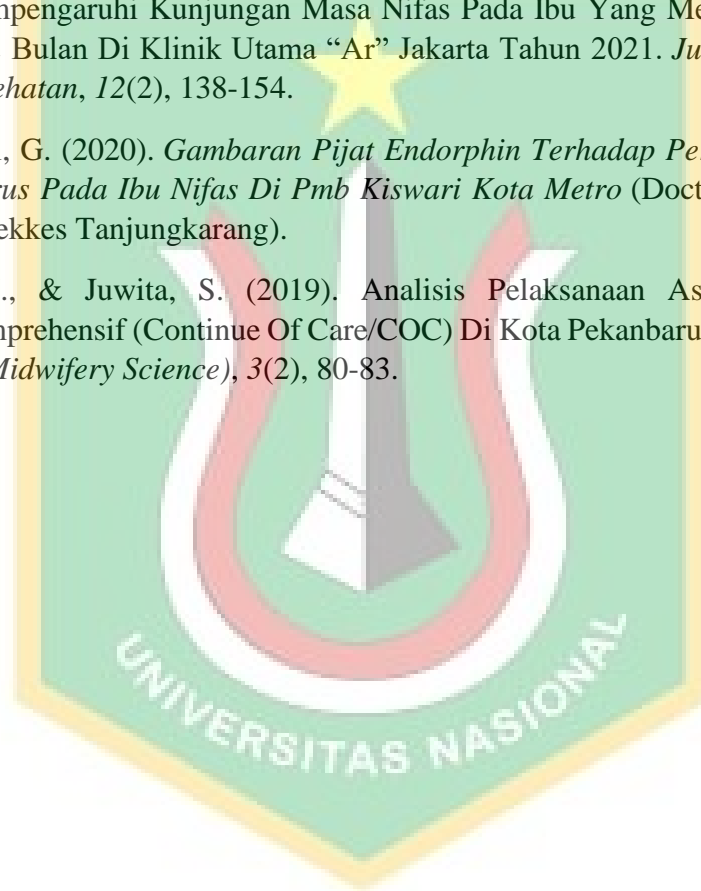 mpengaruhi Kunjungan Masa Nifas Pada Ibu Yang Me
Bulan Di Klinik Utama “Ar” Jakarta Tahun 2021. Ju
ehatan, 12(2), 138-154.
, G. (2020). Gambaran Pijat Endorphin Terhadap Pe
rus Pada Ibu Nifas Di Pmb Kiswari Kota Metro (Doct
ekkes Tanjungkarang).
., & Juwita, S. (2019). Analisis Pelaksanaan As
mprehensif (Continue Of Care/COC) Di Kota Pekanbaru
Midwifery Science), 3(2), 80-83.
UNIVERSITAS NASIONAL